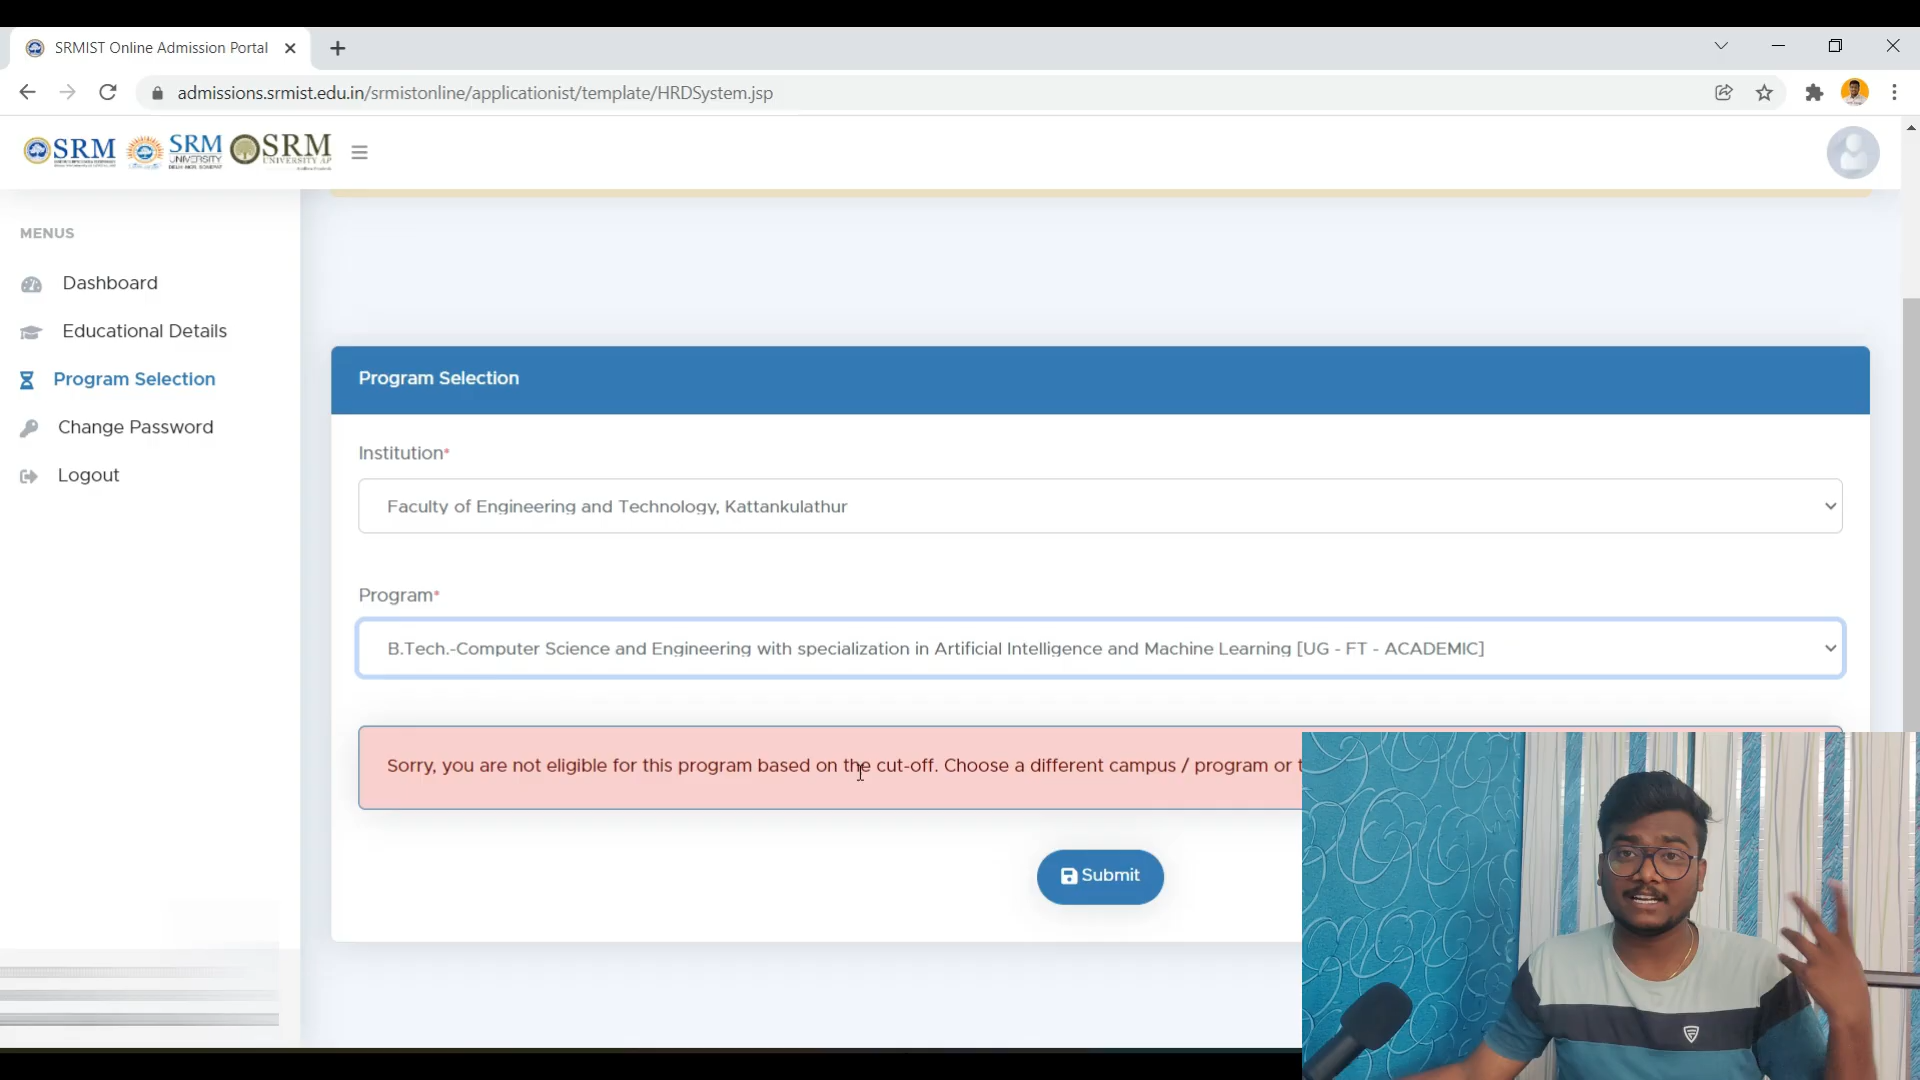 SRMIST Online Admission Portal
admissions.srmist.edu.in/srmistonline/applicationist/template/HRDSystem.jsp
SRM
SRM
UNIVERSITY
SRM
UNIVERSITY AP
MENUS
Dashboard
Educational Details
Program Selection
Change Password
Logout
Program Selection
Institution*
Faculty of Engineering and Technology, Kattankulathur
Program*
B.Tech.-Computer Science and Engineering with specialization in Artificial Intelligence and Machine Learning [UG - FT - ACADEMIC]
Sorry, you are not eligible for this program based on the cut-off. Choose a different campus / program or t
Submit